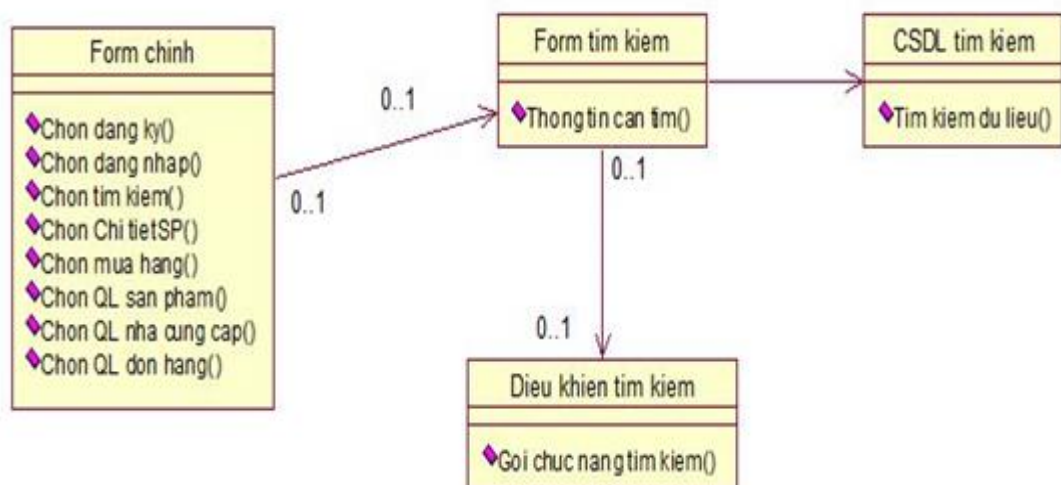 Form chinh
Chon dang ky()
Chon dang nhap()
Chon tim kiem()
Chon Chi tietSP()
Chon mua hang()
Chon QL san pham()
Chon QL nha cung cap()
Chon QL don hang()
0..1
0..1
Form tim kiem
Thong tin can tim()
0..1
0..1
CSDL tim kiem
Tim kiem du lieu()
Dieu khien tim kiem
Goi chuc nang tim kiem()